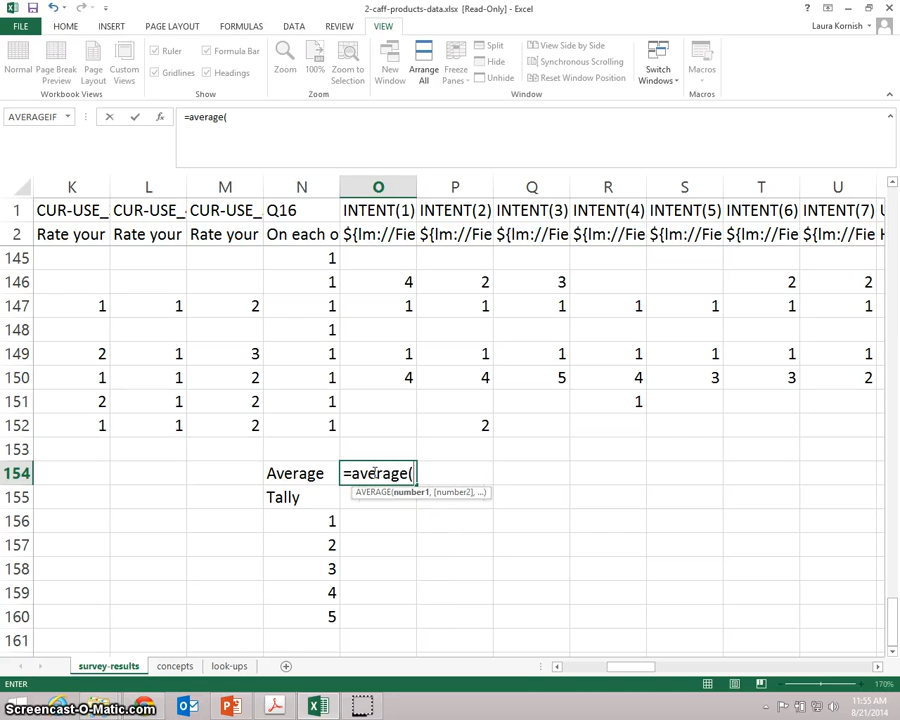 2-caff-products-data.xlsx [Read-Only] - Excel
FILE HOME INSERT PAGE LAYOUT FORMULAS DATA REVIEW VIEW Laura Kornish
Normal Page Break Preview Page Layout Custom Views
Workbook Views
Ruler Formula Bar
Gridlines Headings
Show
Zoom 100% Zoom to Selection
Zoom
New Window Arrange All Freeze Panes
Split
Hide
Unhide
View Side by Side
Synchronous Scrolling
Reset Window Position
Window
Switch Windows
Macros
Macros
AVERAGEIF fx =average(
K L M N O P Q R S T U
1 CUR-USE_ CUR-USE_ CUR-USE_ Q16 INTENT(1) INTENT(2) INTENT(3) INTENT(4) INTENT(5) INTENT(6) INTENT(7)
2 Rate your Rate your Rate your On each o ${lm://Fie ${lm://Fie ${lm://Fie ${lm://Fie ${lm://Fie ${lm://Fie ${lm://Fie
145 1
146 1 4 2 3 2 2
147 1 1 2 1 1 1 1 1 1 1 1
148 1
149 2 1 3 1 1 1 1 1 1 1 1
150 1 1 2 1 4 4 5 4 3 3 2
151 2 1 2 1 1
152 1 1 2 1 2
153
154 Average =average(
AVERAGE(number1, [number2], ...)
155 Tally
156 1
157 2
158 3
159 4
160 5
161
survey-results concepts look-ups
ENTER 170%
Screencast-O-Matic.com
11:55 AM
8/21/2014